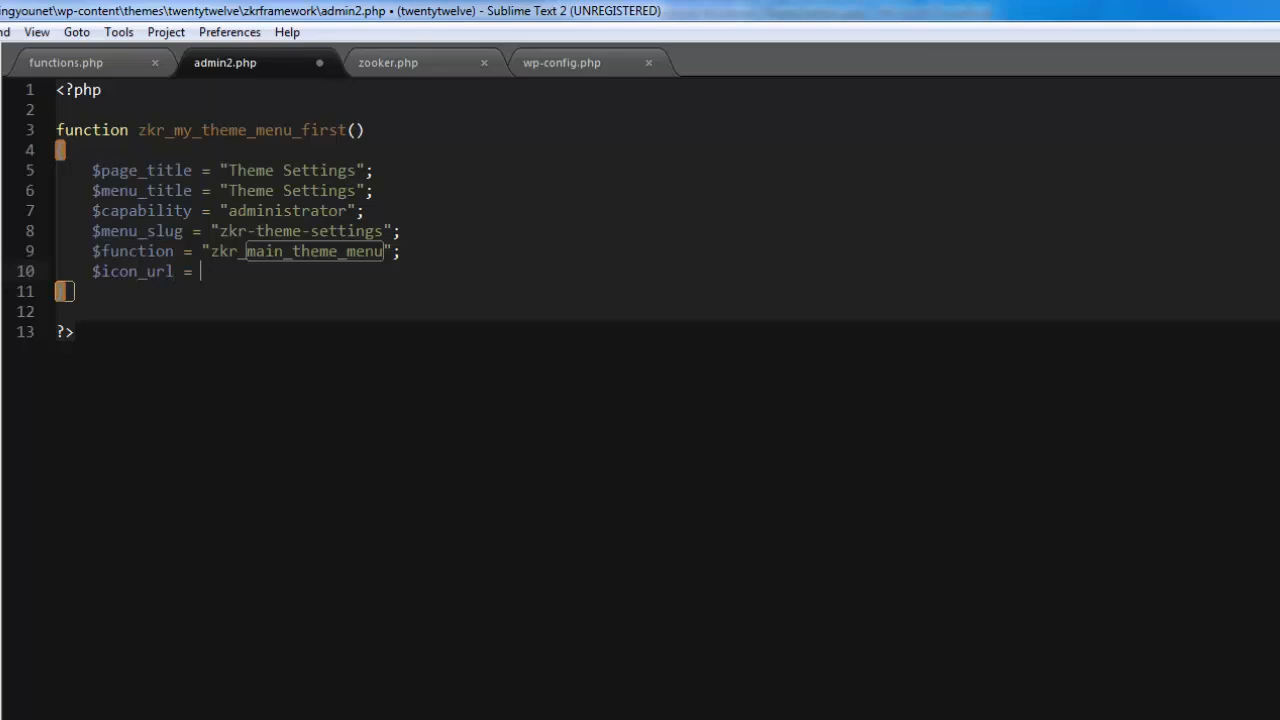 ingyounet\wp-content\themes\twentytwelve\zkrframework\admin2.php • (twentytwelve) - Sublime Text 2 (UNREGISTERED)
nd View Goto Tools Project Preferences Help
functions.php × admin2.php zooker.php × wp-config.php ×
1 <?php
2
3 function zkr_my_theme_menu_first()
4 {
5 $page_title = "Theme Settings";
6 $menu_title = "Theme Settings";
7 $capability = "administrator";
8 $menu_slug = "zkr-theme-settings";
9 $function = "zkr_main_theme_menu";
10 $icon_url =
11 }
12
13 ?>